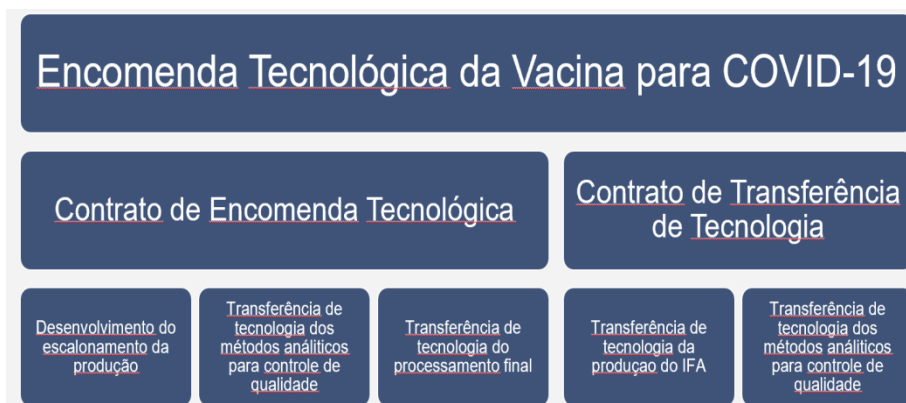 Encomenda Tecnológica da Vacina para COVID-19
Contrato de Encomenda Tecnológica
Contrato de Transferência
de Tecnologia
Desenvolvimento do
escalonamento da
produção
Transferência de
tecnologia dos
métodos análiticos
para controle de
qualidade
Transferência de
tecnologia do
processamento final
Transferência de
tecnologia da
produçao do IFA
Transferência de
tecnologia dos
métodos análiticos
para controle de
qualidade